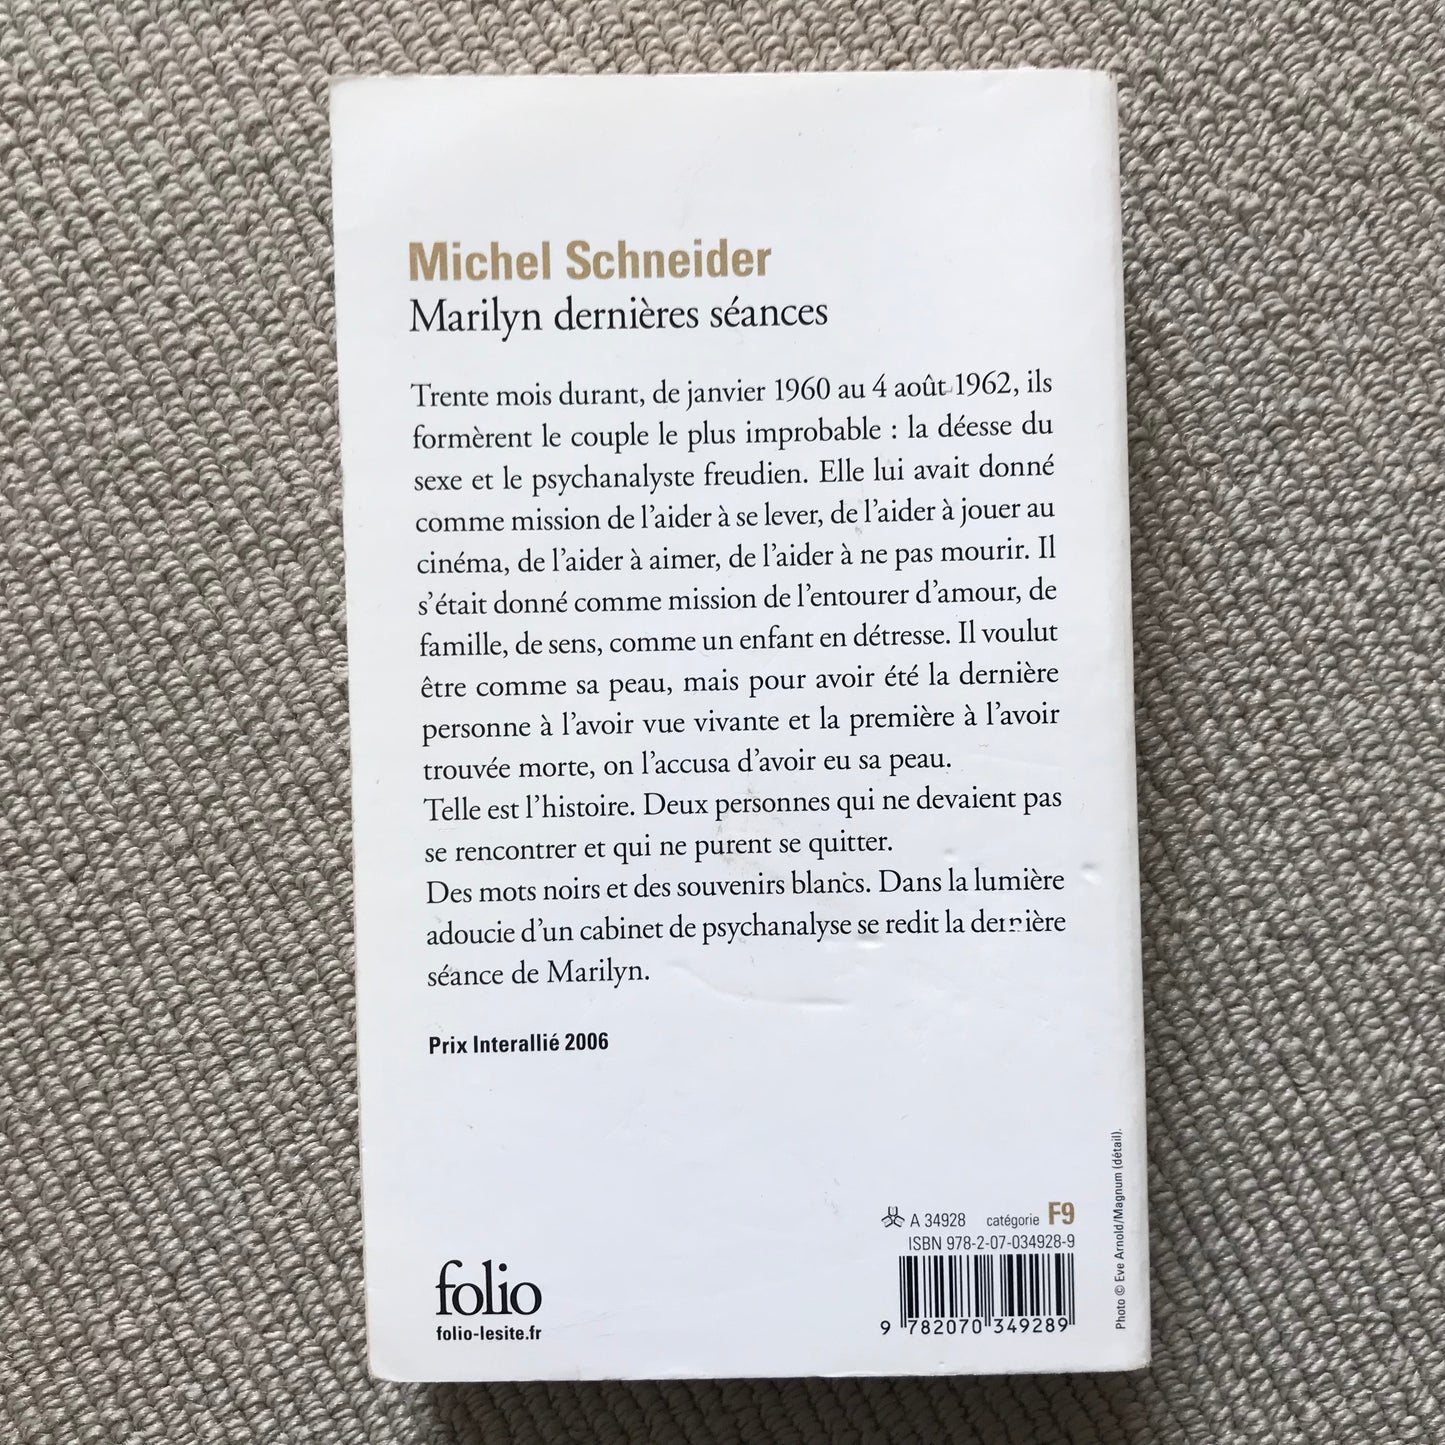 Michel Schneider
Marilyn dernières séances
Trente mois durant, de janvier 1960 au 4 août 1962, ils
formèrent le couple le plus improbable : la déesse du
sexe et le psychanalyste freudien. Elle lui avait donné
comme mission de l'aider à se lever, de l'aider à jouer au
cinéma, de l'aider à aimer, de l'aider à ne pas mourir. Il
s'était donné comme mission de l'entourer d'amour, de
famille, de sens, comme un enfant en détresse. Il voulut
être comme sa peau, mais pour avoir été la dernière
personne à l'avoir vue vivante et la première à l'avoir
trouvée morte, on l'accusa d'avoir eu sa peau.
Telle est l'histoire. Deux personnes qui ne devaient pas
se rencontrer et qui ne purent se quitter.
Des mots noirs et des souvenirs blancs. Dans la lumière
adoucie d'un cabinet de psychanalyse se redit la dernière
séance de Marilyn.
Prix Interallié 2006
A 34928 catégorie F9
ISBN 978-2-07-034928-9
9 782070 349289
folio
folio-lesite.fr
Photo © Eve Arnold/Magnum (détail).